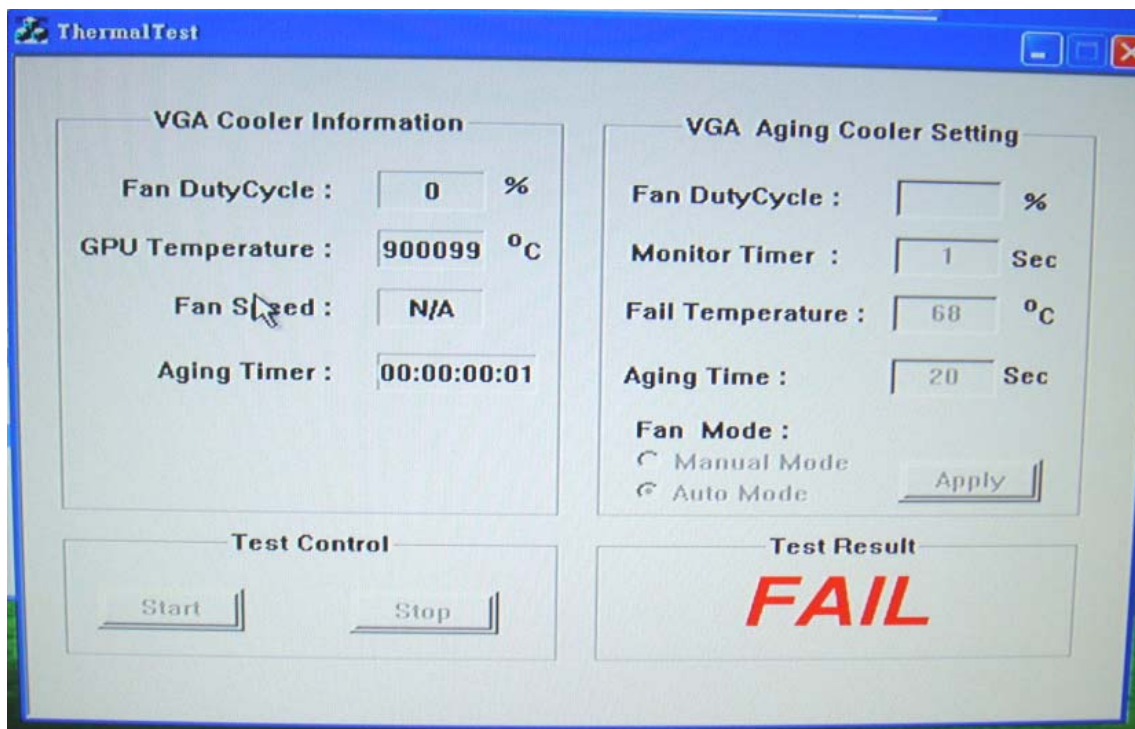 ThermalTest
VGA Cooler Information
Fan DutyCycle : 0 %
GPU Temperature : 900099 °C
Fan Speed : N/A
Aging Timer : 00:00:00:01
VGA Aging Cooler Setting
Fan DutyCycle : %
Monitor Timer : 1 Sec
Fail Temperature : 68 °C
Aging Time : 20 Sec
Fan Mode :
Manual Mode
Auto Mode
Apply
Test Control
Start Stop
Test Result
FAIL